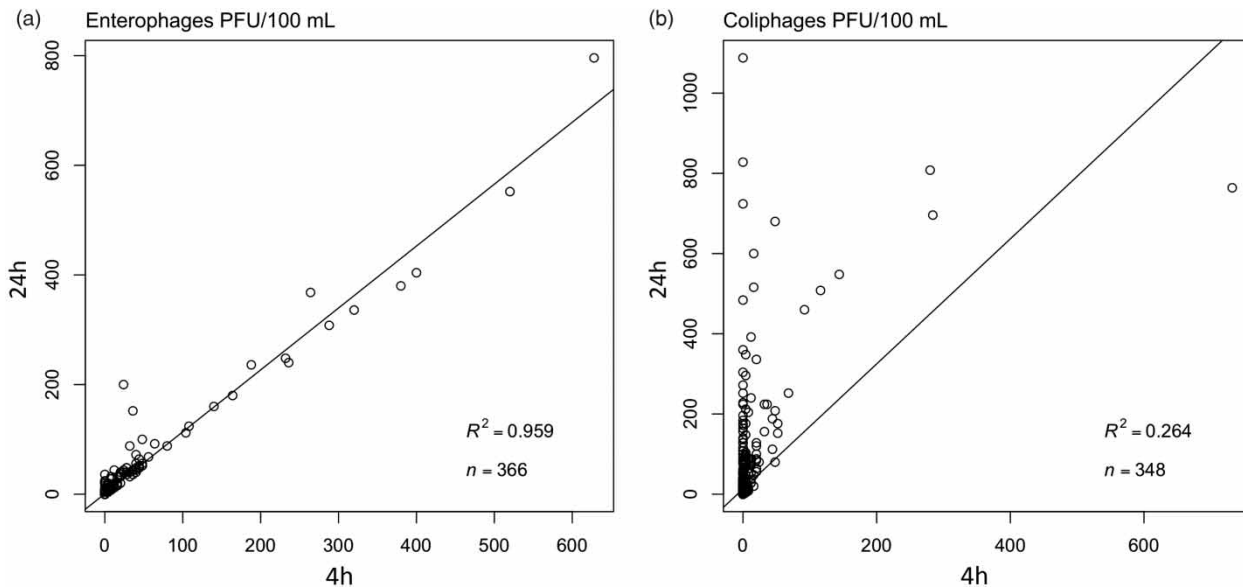 (a) Enterophages PFU/100 mL
800
600
400
200
0
24h
R² = 0.959
n = 366
0 100 200 300 400 500 600
4h
(b) Coliphages PFU/100 mL
1000
800
600
400
200
0
24h
R² = 0.264
n = 348
0 200 400 600
4h